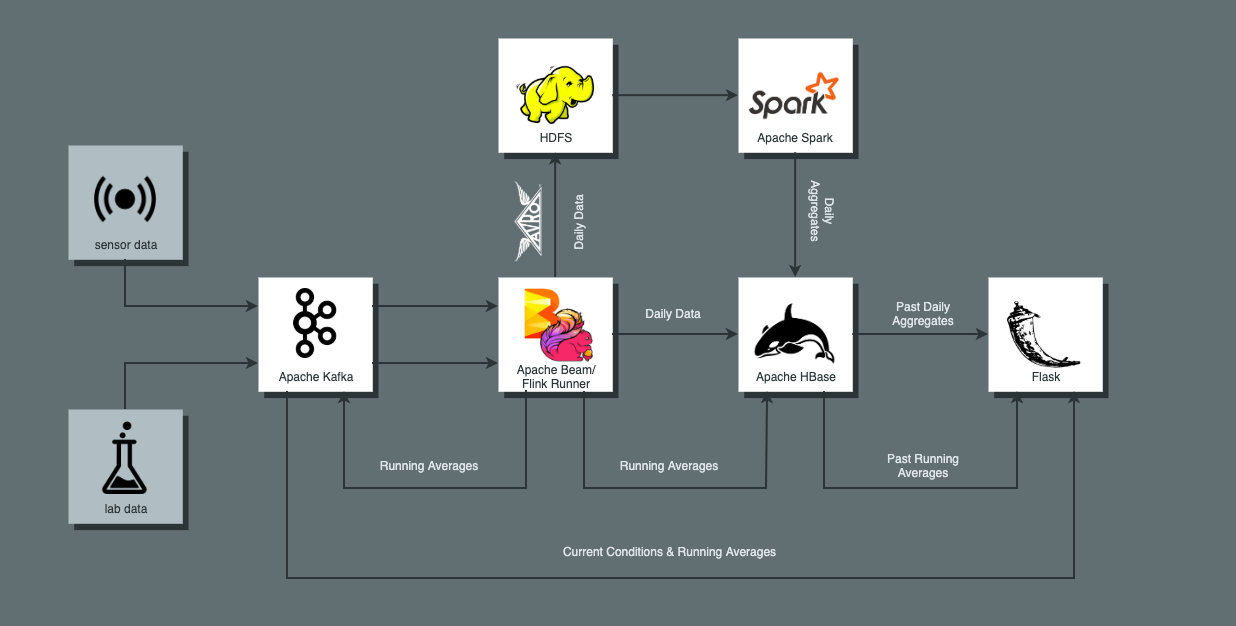 HDFS
Spark
Apache Spark
AVRO
Daily Data
Daily
Aggregates
sensor data
Apache Kafka
Apache Beam/
Flink Runner
Daily Data
Apache HBase
Past Daily
Aggregates
Flask
lab data
Running Averages
Running Averages
Past Running
Averages
Current Conditions & Running Averages